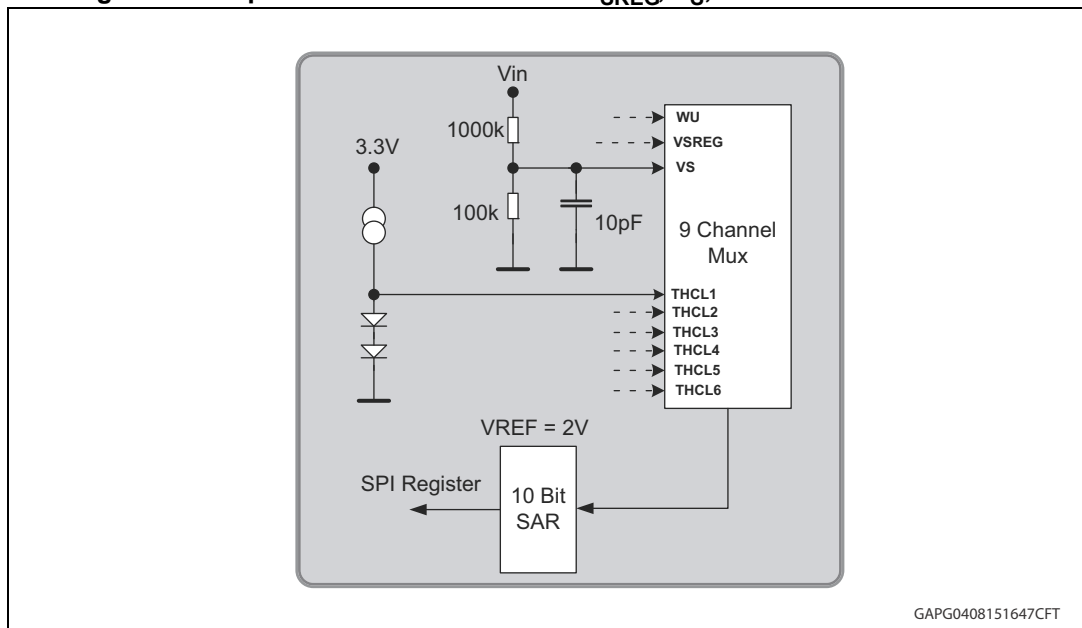 SREG S
Vin
1000k
3.3V
100k
10pF
WU
VSREG
VS
9 Channel
Mux
THCL1
THCL2
THCL3
THCL4
THCL5
THCL6
VREF = 2V
SPI Register
10 Bit
SAR
GAPG0408151647CFT